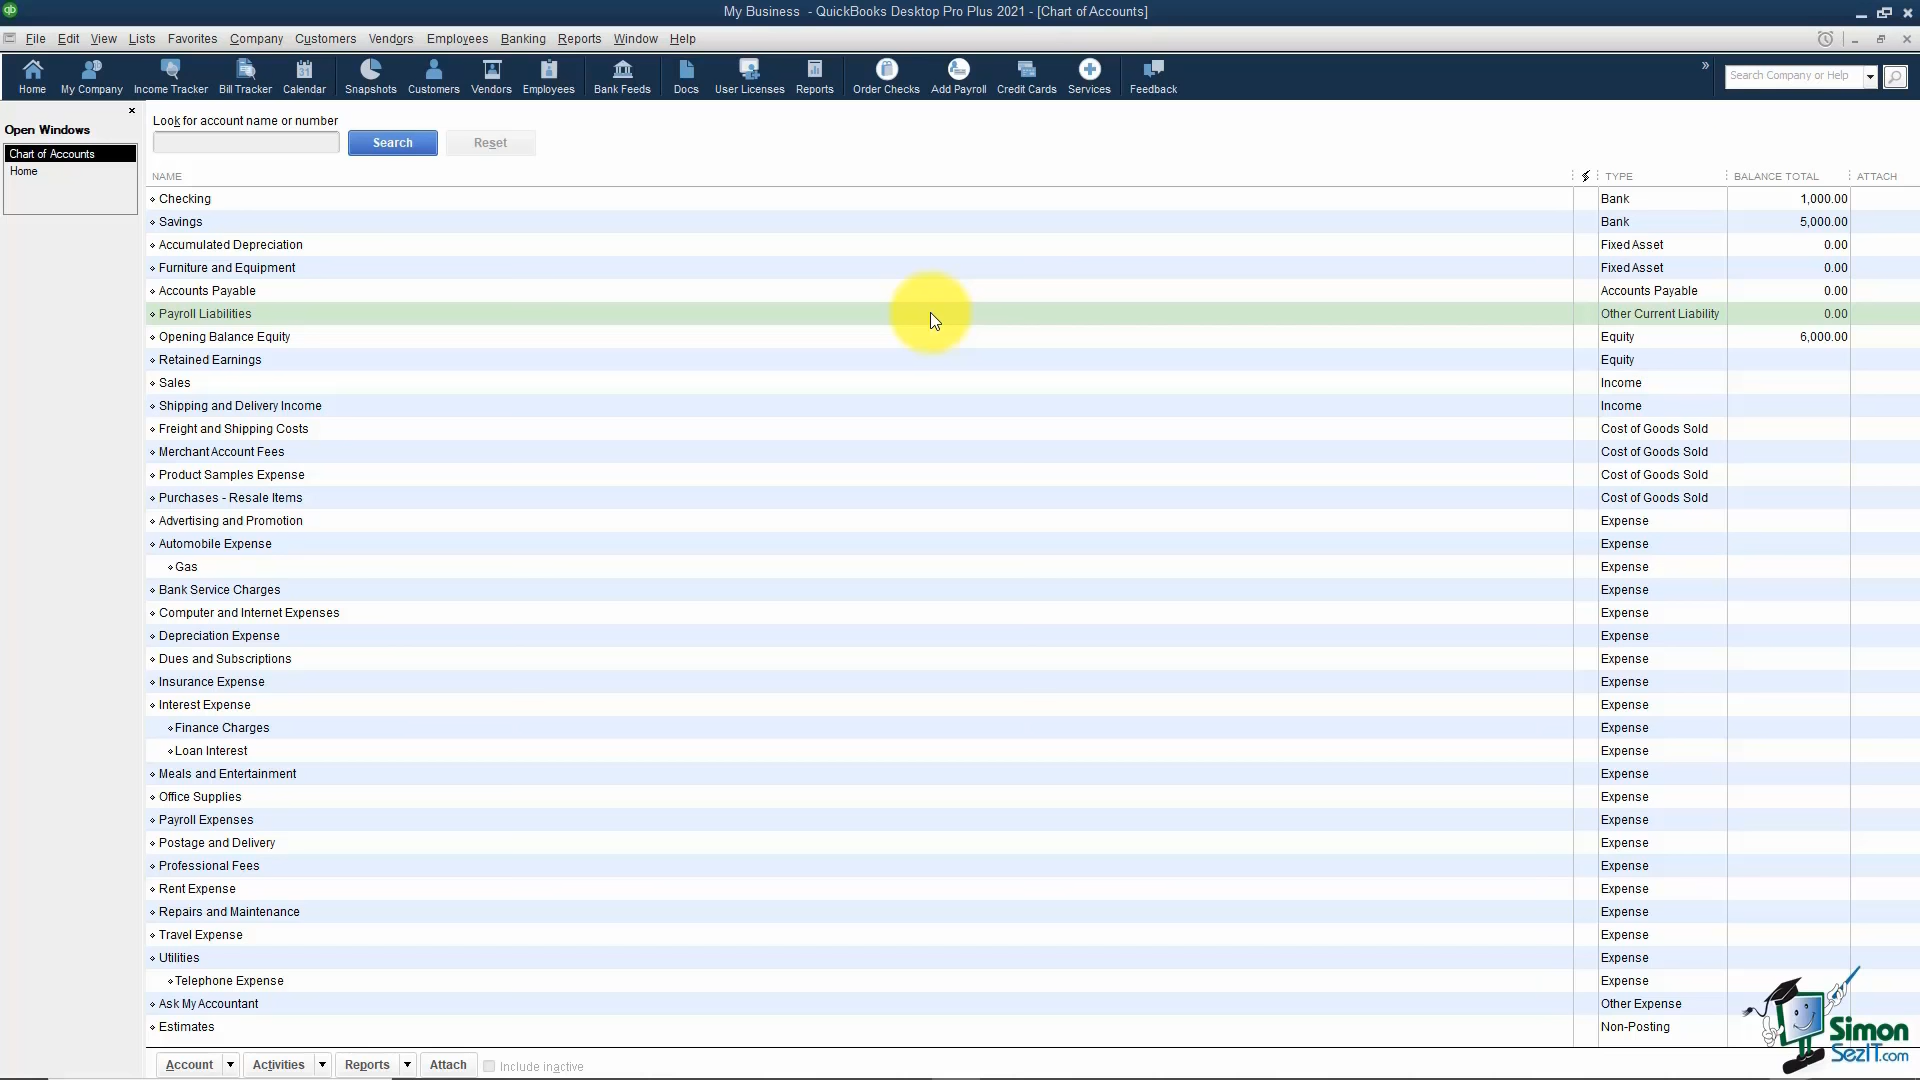 My Business - QuickBooks Desktop Pro Plus 2021 - [Chart of Accounts]
File Edit View Lists Favorites Company Customers Vendors Employees Banking Reports Window Help
Home My Company Income Tracker Bill Tracker Calendar Snapshots Customers Vendors Employees Bank Feeds Docs User Licenses Reports Order Checks Add Payroll Credit Cards Services Feedback » Search Company or Help
Open Windows
Chart of Accounts
Home
Look for account name or number
Search Reset
NAME TYPE BALANCE TOTAL ATTACH
Checking Bank 1,000.00
Savings Bank 5,000.00
Accumulated Depreciation Fixed Asset 0.00
Furniture and Equipment Fixed Asset 0.00
Accounts Payable Accounts Payable 0.00
Payroll Liabilities Other Current Liability 0.00
Opening Balance Equity Equity 6,000.00
Retained Earnings Equity
Sales Income
Shipping and Delivery Income Income
Freight and Shipping Costs Cost of Goods Sold
Merchant Account Fees Cost of Goods Sold
Product Samples Expense Cost of Goods Sold
Purchases - Resale Items Cost of Goods Sold
Advertising and Promotion Expense
Automobile Expense Expense
Gas Expense
Bank Service Charges Expense
Computer and Internet Expenses Expense
Depreciation Expense Expense
Dues and Subscriptions Expense
Insurance Expense Expense
Interest Expense Expense
Finance Charges Expense
Loan Interest Expense
Meals and Entertainment Expense
Office Supplies Expense
Payroll Expenses Expense
Postage and Delivery Expense
Professional Fees Expense
Rent Expense Expense
Repairs and Maintenance Expense
Travel Expense Expense
Utilities Expense
Telephone Expense Expense
Ask My Accountant Other Expense
Estimates Non-Posting
Account Activities Reports Attach Include inactive
Simon
SezIT.com